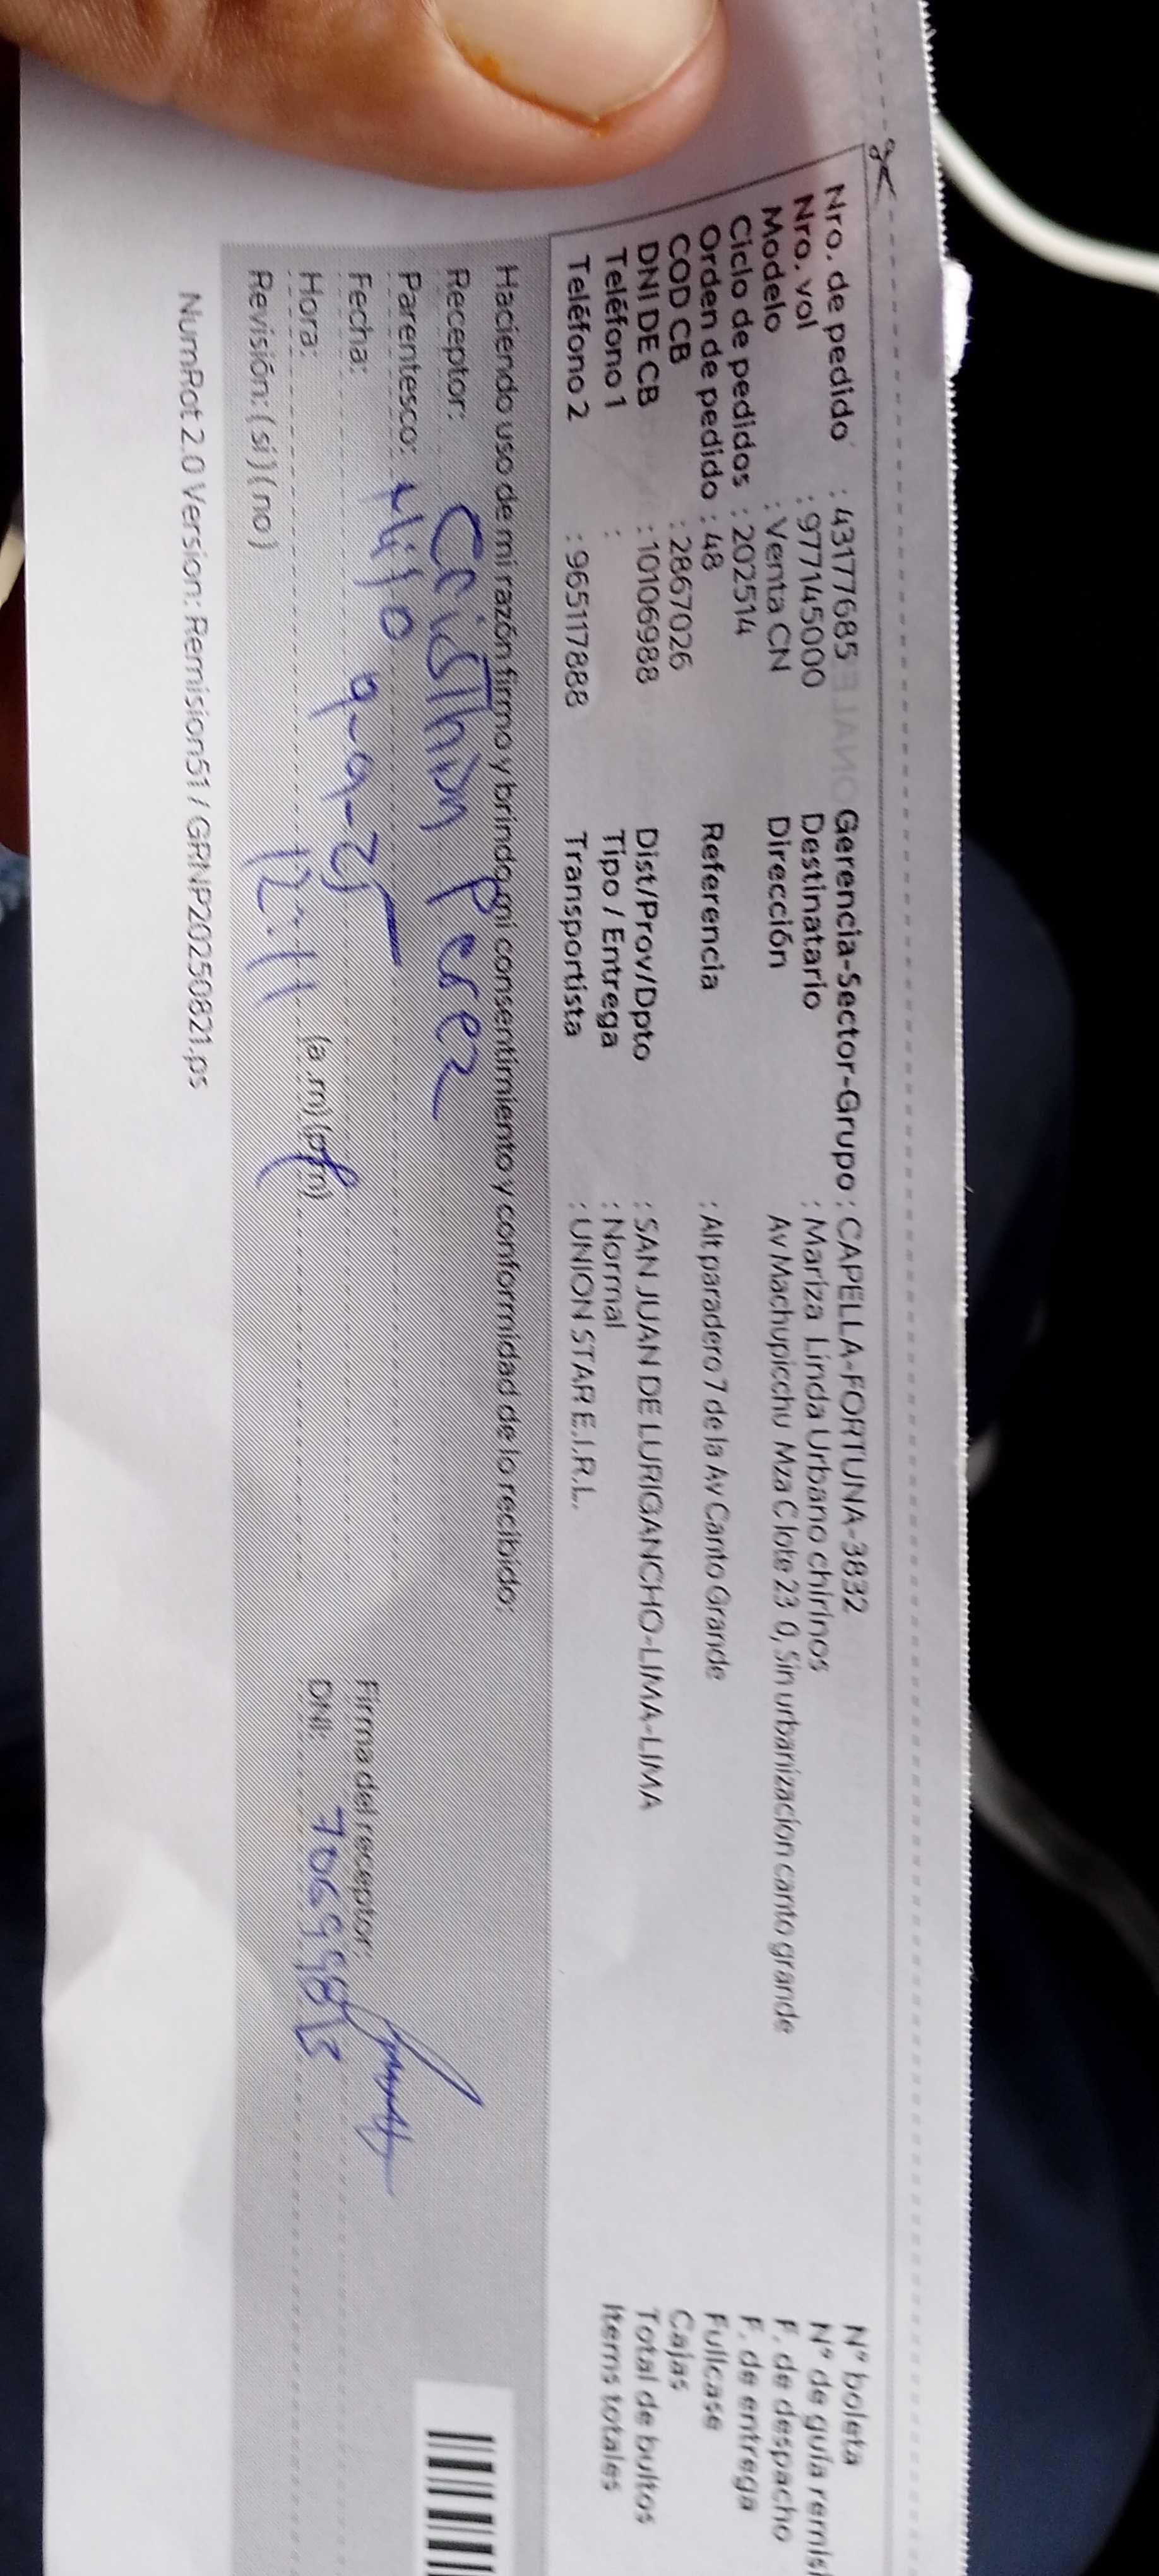 Nro. de pedido : 43177685
Nro. vol : 977145000
Modelo : Venta CN
Ciclo de pedidos : 202514
Orden de pedido : 48
COD CB : 2867026
DNI DE CB : 10106988
Teléfono 1 :
Teléfono 2 : 965117888
Gerencia-Sector-Grupo : CAPELLA-FORTUNA-3832
Destinatario : Mariza Linda Urbano chirinos
Dirección Av Machupicchu Mza C lote 23 0, Sin urbanizacion canto grande
Referencia : Alt paradero 7 de la Av Canto Grande
Dist/Prov/Dpto : SAN JUAN DE LURIGANCHO-LIMA-LIMA
Tipo / Entrega : Normal
Transportista : UNION STAR E.I.R.L.
N° boleta
N° de guía remisi
F. de despacho
F. de entrega
Fullcase
Cajas
Total de bultos
Items totales
Haciendo uso de mi razón firmo y brindo mi consentimiento y conformidad de lo recibido:
Receptor: Cristhian Perez
Parentesco: Hijo
Fecha: 9-9-25
Hora: 12:11 (a.m) (p.m)
Revisión: ( si ) ( no )
Firma del receptor:
DNI:
NumRot 2.0 Version: Remision51 / GRNP20250821.ps